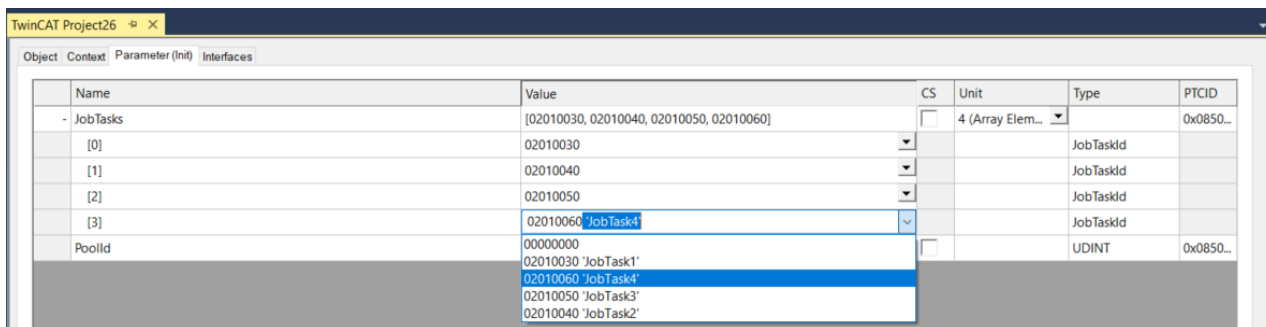 TwinCAT Project26
Object Context Parameter (Init) Interfaces
Name Value CS Unit Type PTCID
- JobTasks [02010030, 02010040, 02010050, 02010060] 4 (Array Elem... 0x0850...
[0] 02010030 JobTaskId
[1] 02010040 JobTaskId
[2] 02010050 JobTaskId
[3] 02010060 'JobTask4' JobTaskId
PoolId UDINT 0x0850...
00000000
02010030 'JobTask1'
02010060 'JobTask4'
02010050 'JobTask3'
02010040 'JobTask2'